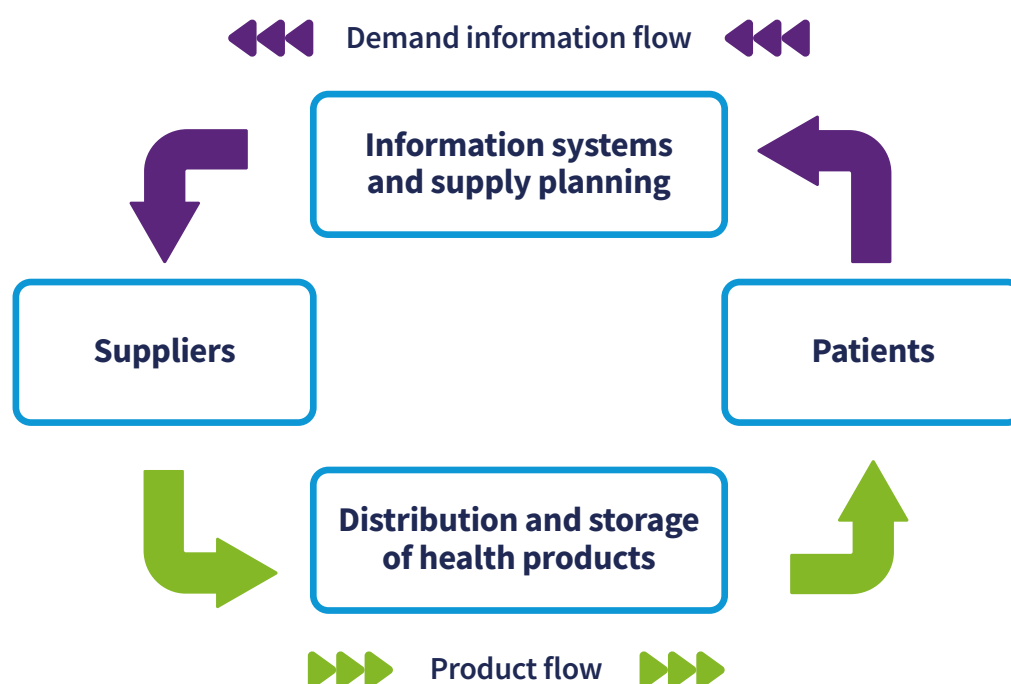 Demand information flow
Information systems
and supply planning
Suppliers
Patients
Distribution and storage
of health products
Product flow